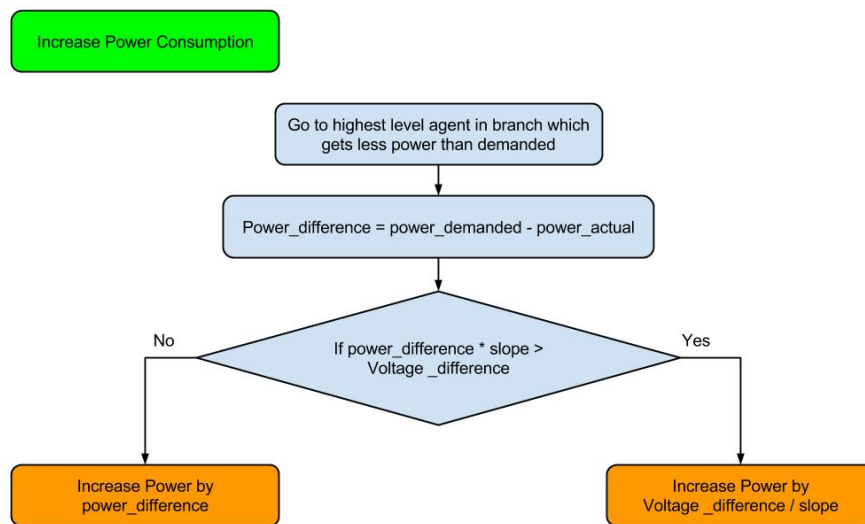 Increase Power Consumption
Go to highest level agent in branch which
gets less power than demanded
Power_difference = power_demanded - power_actual
No
Yes
If power_difference * slope >
Voltage _difference
Increase Power by
power_difference
Increase Power by
Voltage _difference / slope